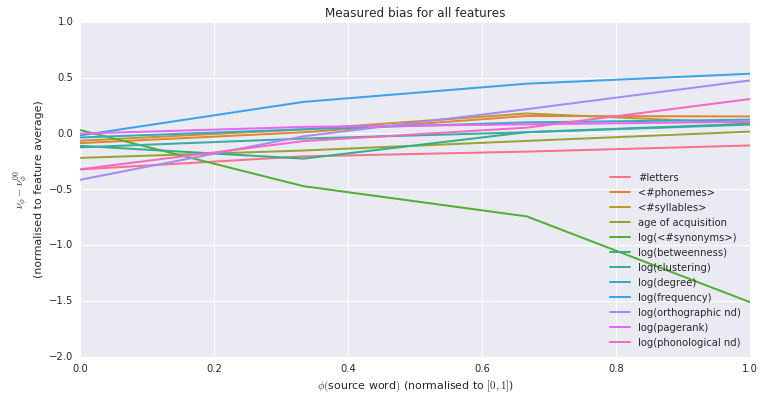 Measured bias for all features
1.0
0.5
0.0
−0.5
−1.0
−1.5
−2.0
ν_φ − ν_φ^00
(normalised to feature average)
#letters
<#phonemes>
<#syllables>
age of acquisition
log(<#synonyms>)
log(betweenness)
log(clustering)
log(degree)
log(frequency)
log(orthographic nd)
log(pagerank)
log(phonological nd)
0.0 0.2 0.4 0.6 0.8 1.0
φ(source word) (normalised to [0, 1])